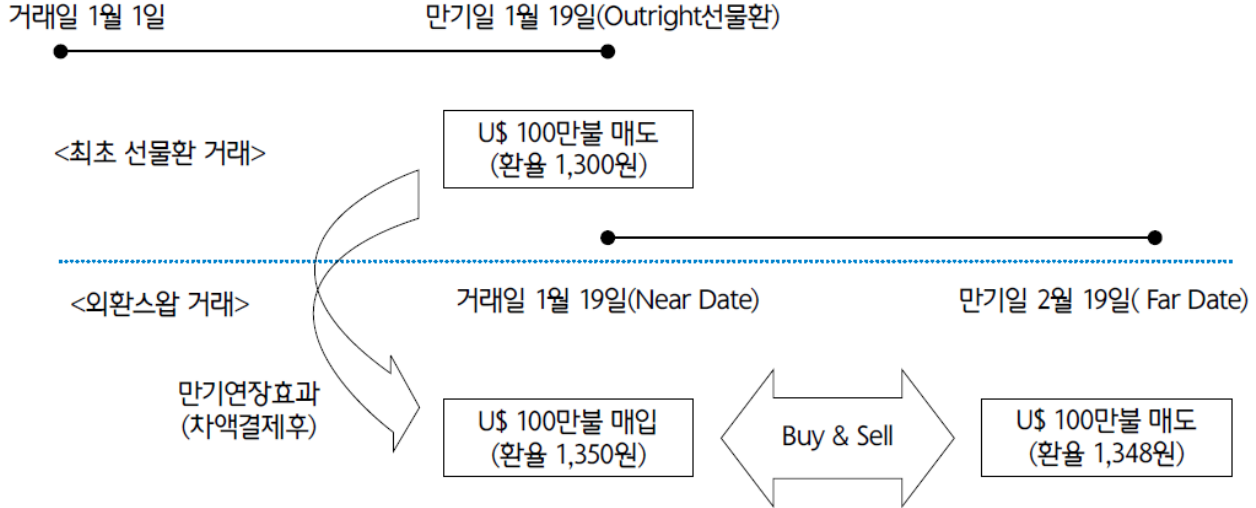 거래일 1월 1일
만기일 1월 19일(Outright선물환)
<최초 선물환 거래>
U$ 100만불 매도
(환율 1,300원)
<외환스왑 거래>
거래일 1월 19일(Near Date)
만기일 2월 19일( Far Date)
만기연장효과
(차액결제후)
U$ 100만불 매입
(환율 1,350원)
Buy & Sell
U$ 100만불 매도
(환율 1,348원)